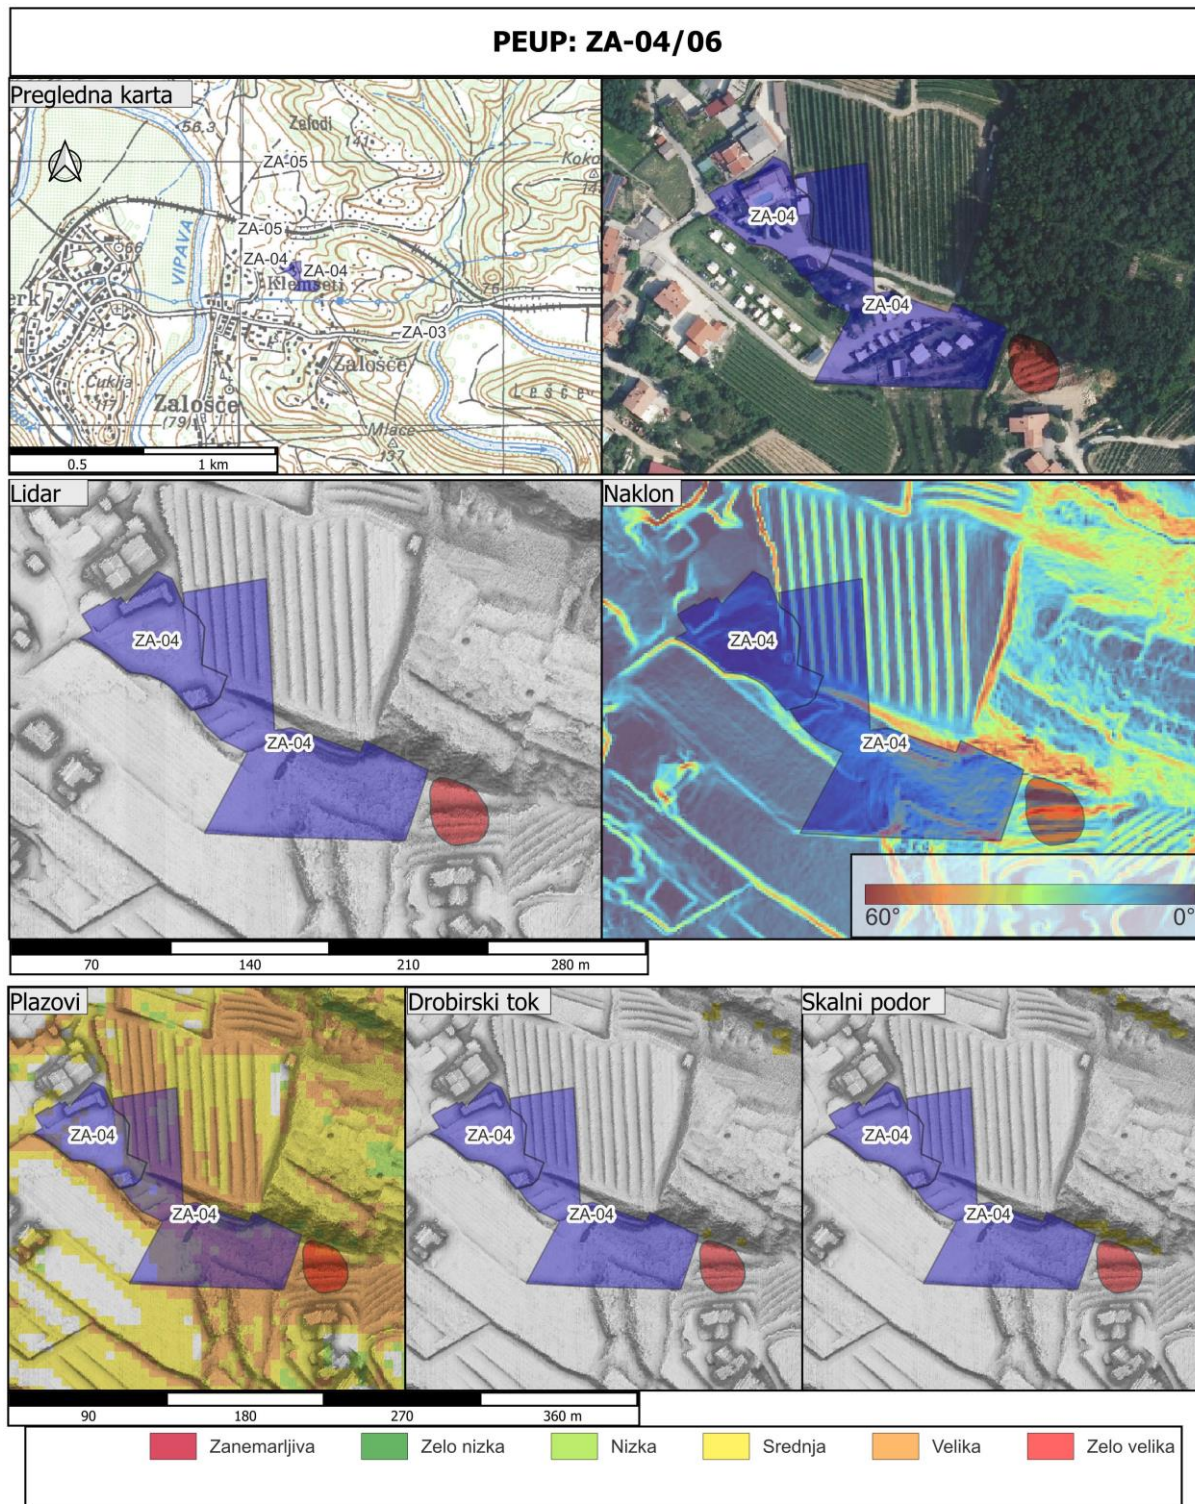 PEUP: ZA-04/06
Pregledna karta
56.3
Zafodi
141
ZA-05
Koko
ZA-05
66
VIPAVA
ZA-04
ZA-04
Klemšeti
76
erk
ZA-03
Zalošče
Cuklja
117
Zalošče
(79)
Lešče
Mlace
137
0.5 1 km
ZA-04
ZA-04
Lidar
Naklon
ZA-04
ZA-04
ZA-04
ZA-04
60° 0°
70 140 210 280 m
Plazovi
Drobirski tok
Skalni podor
ZA-04
ZA-04
ZA-04
ZA-04
ZA-04
ZA-04
90 180 270 360 m
Zanemarljiva Zelo nizka Nizka Srednja Velika Zelo velika